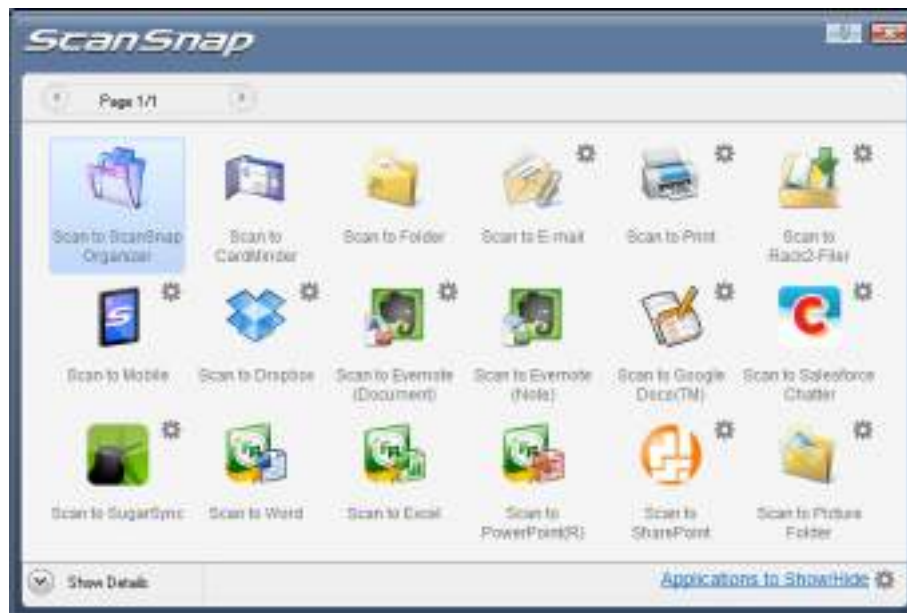 ScanSnap
Page 1/1
Scan to ScanSnap Organizer
Scan to CardMinder
Scan to Folder
Scan to E-mail
Scan to Print
Scan to Rack2-Filer
Scan to Mobile
Scan to Dropbox
Scan to Evernote (Document)
Scan to Evernote (Note)
Scan to Google Docs(TM)
Scan to Salesforce Chatter
Scan to SugarSync
Scan to Word
Scan to Excel
Scan to PowerPoint(R)
Scan to SharePoint
Scan to Picture Folder
Show Details
Applications to Show/Hide